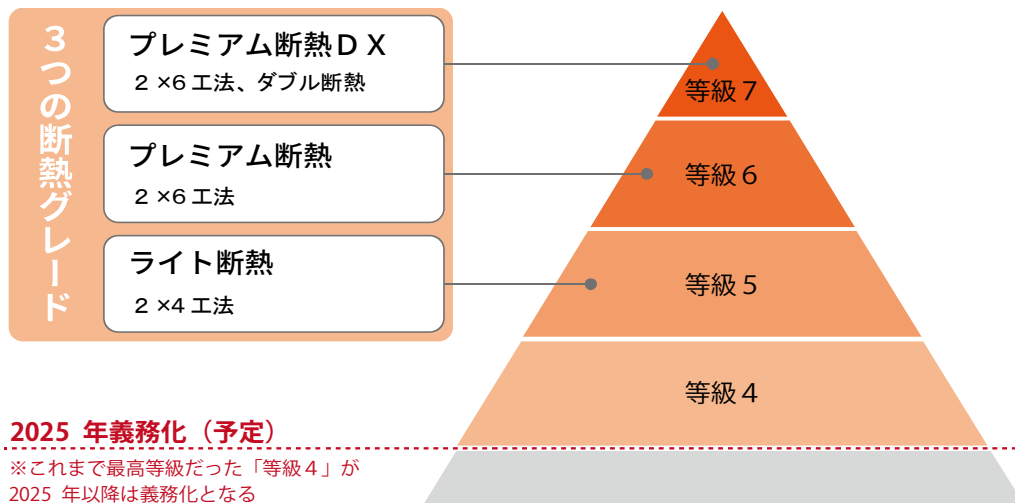 3つの断熱グレード
プレミアム断熱ＤＸ
２×6 工法、ダブル断熱
プレミアム断熱
２×6 工法
ライト断熱
２×4 工法
等級７
等級６
等級５
等級４
2025 年義務化（予定）
※これまで最高等級だった「等級４」が
2025 年以降は義務化となる